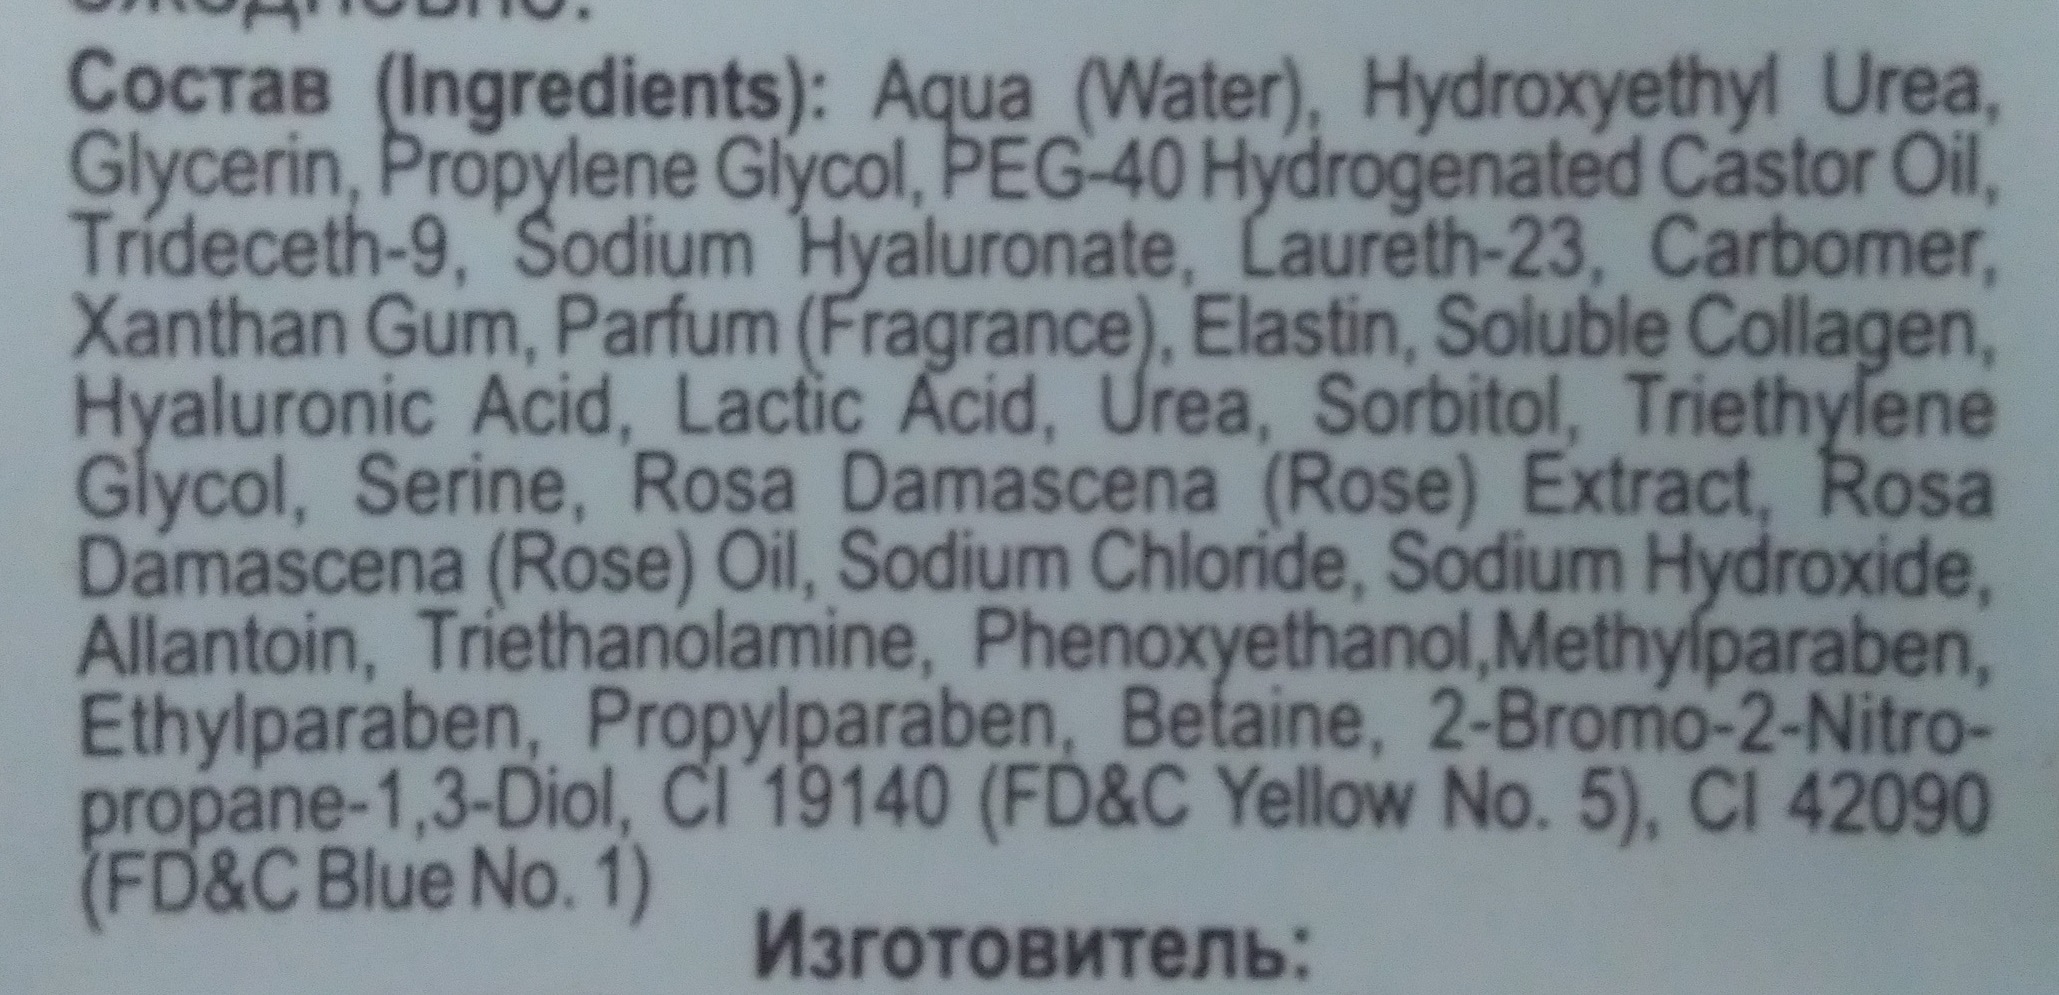 ежедневно.
Состав (Ingredients): Aqua (Water), Hydroxyethyl Urea,
Glycerin, Propylene Glycol, PEG-40 Hydrogenated Castor Oil,
Trideceth-9, Sodium Hyaluronate, Laureth-23, Carbomer,
Xanthan Gum, Parfum (Fragrance), Elastin, Soluble Collagen,
Hyaluronic Acid, Lactic Acid, Urea, Sorbitol, Triethylene
Glycol, Serine, Rosa Damascena (Rose) Extract, Rosa
Damascena (Rose) Oil, Sodium Chloride, Sodium Hydroxide,
Allantoin, Triethanolamine, Phenoxyethanol,Methylparaben,
Ethylparaben, Propylparaben, Betaine, 2-Bromo-2-Nitro-
propane-1,3-Diol, CI 19140 (FD&C Yellow No. 5), CI 42090
(FD&C Blue No. 1)
Изготовитель: